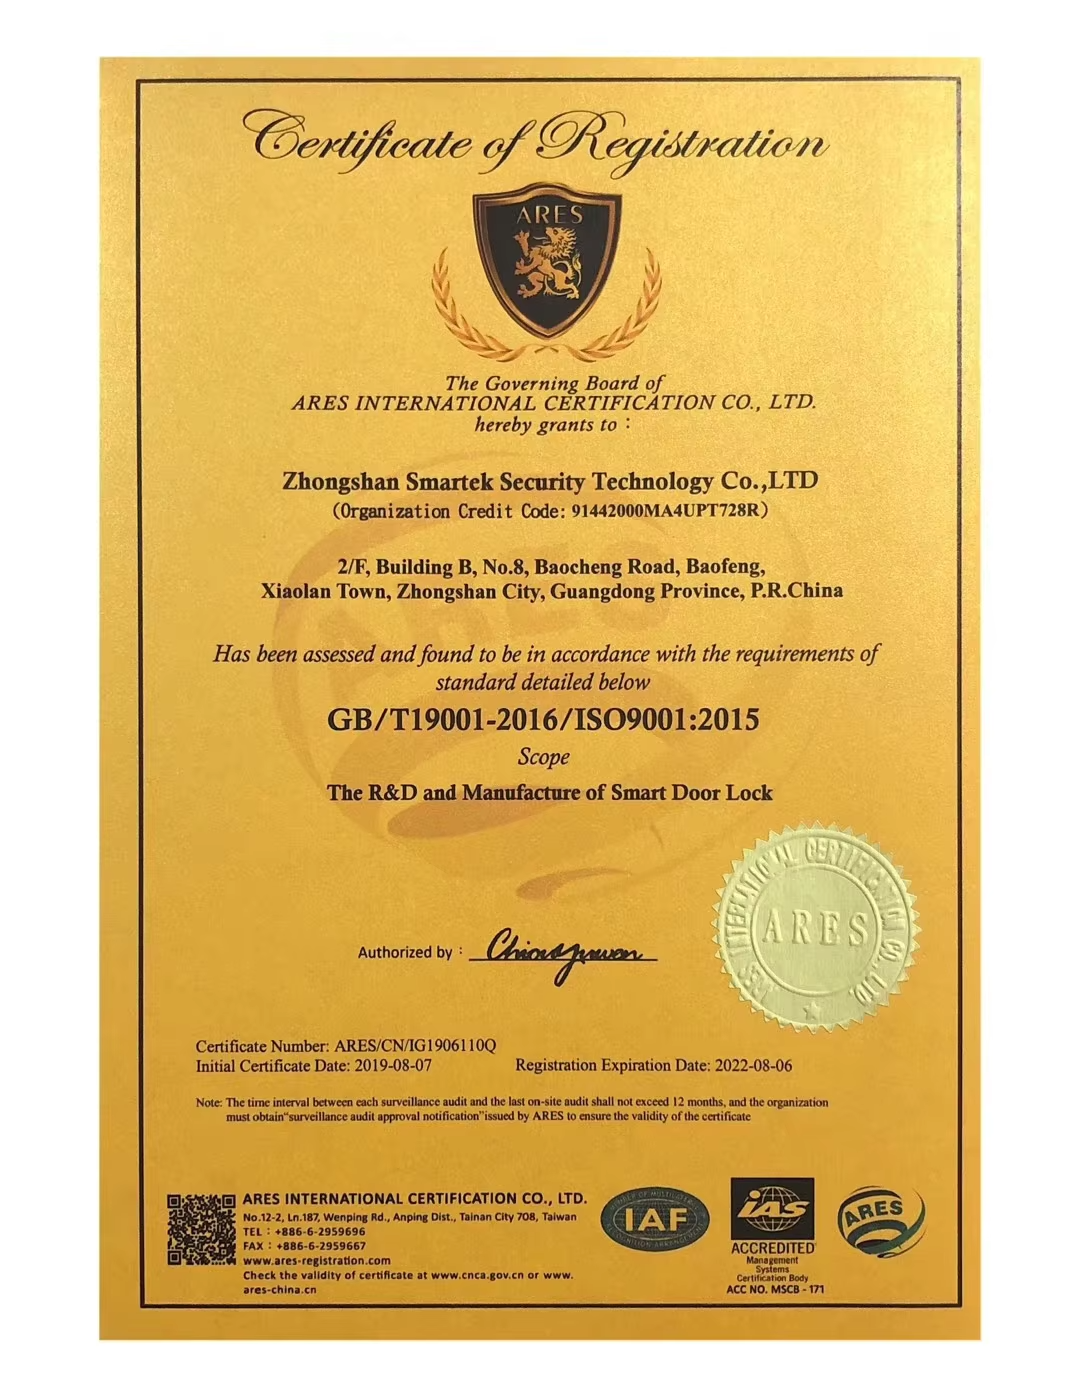 Certificate of Registration
ARES
The Governing Board of
ARES INTERNATIONAL CERTIFICATION CO., LTD.
hereby grants to :
Zhongshan Smartek Security Technology Co.,LTD
(Organization Credit Code: 91442000MA4UPT728R)
2/F, Building B, No.8, Baocheng Road, Baofeng,
Xiaolan Town, Zhongshan City, Guangdong Province, P.R.China
Has been assessed and found to be in accordance with the requirements of
standard detailed below
GB/T19001-2016/ISO9001:2015
Scope
The R&D and Manufacture of Smart Door Lock
ARES INTERNATIONAL CERTIFICATION CO., LTD.
ARES
Authorized by :
Certificate Number: ARES/CN/IG1906110Q
Initial Certificate Date: 2019-08-07 Registration Expiration Date: 2022-08-06
Note: The time interval between each surveillance audit and the last on-site audit shall not exceed 12 months, and the organization
must obtain“surveillance audit approval notification”issued by ARES to ensure the validity of the certificate
ARES INTERNATIONAL CERTIFICATION CO., LTD.
No.12-2, Ln.187, Wenping Rd., Anping Dist., Tainan City 708, Taiwan
TEL : +886-6-2959696
FAX : +886-6-2959667
www.ares-registration.com
Check the validity of certificate at www.cnca.gov.cn or www.
ares-china.cn
IAF
IAS
ACCREDITED
Management
Systems
Certification Body
ACC NO. MSCB - 171
ARES